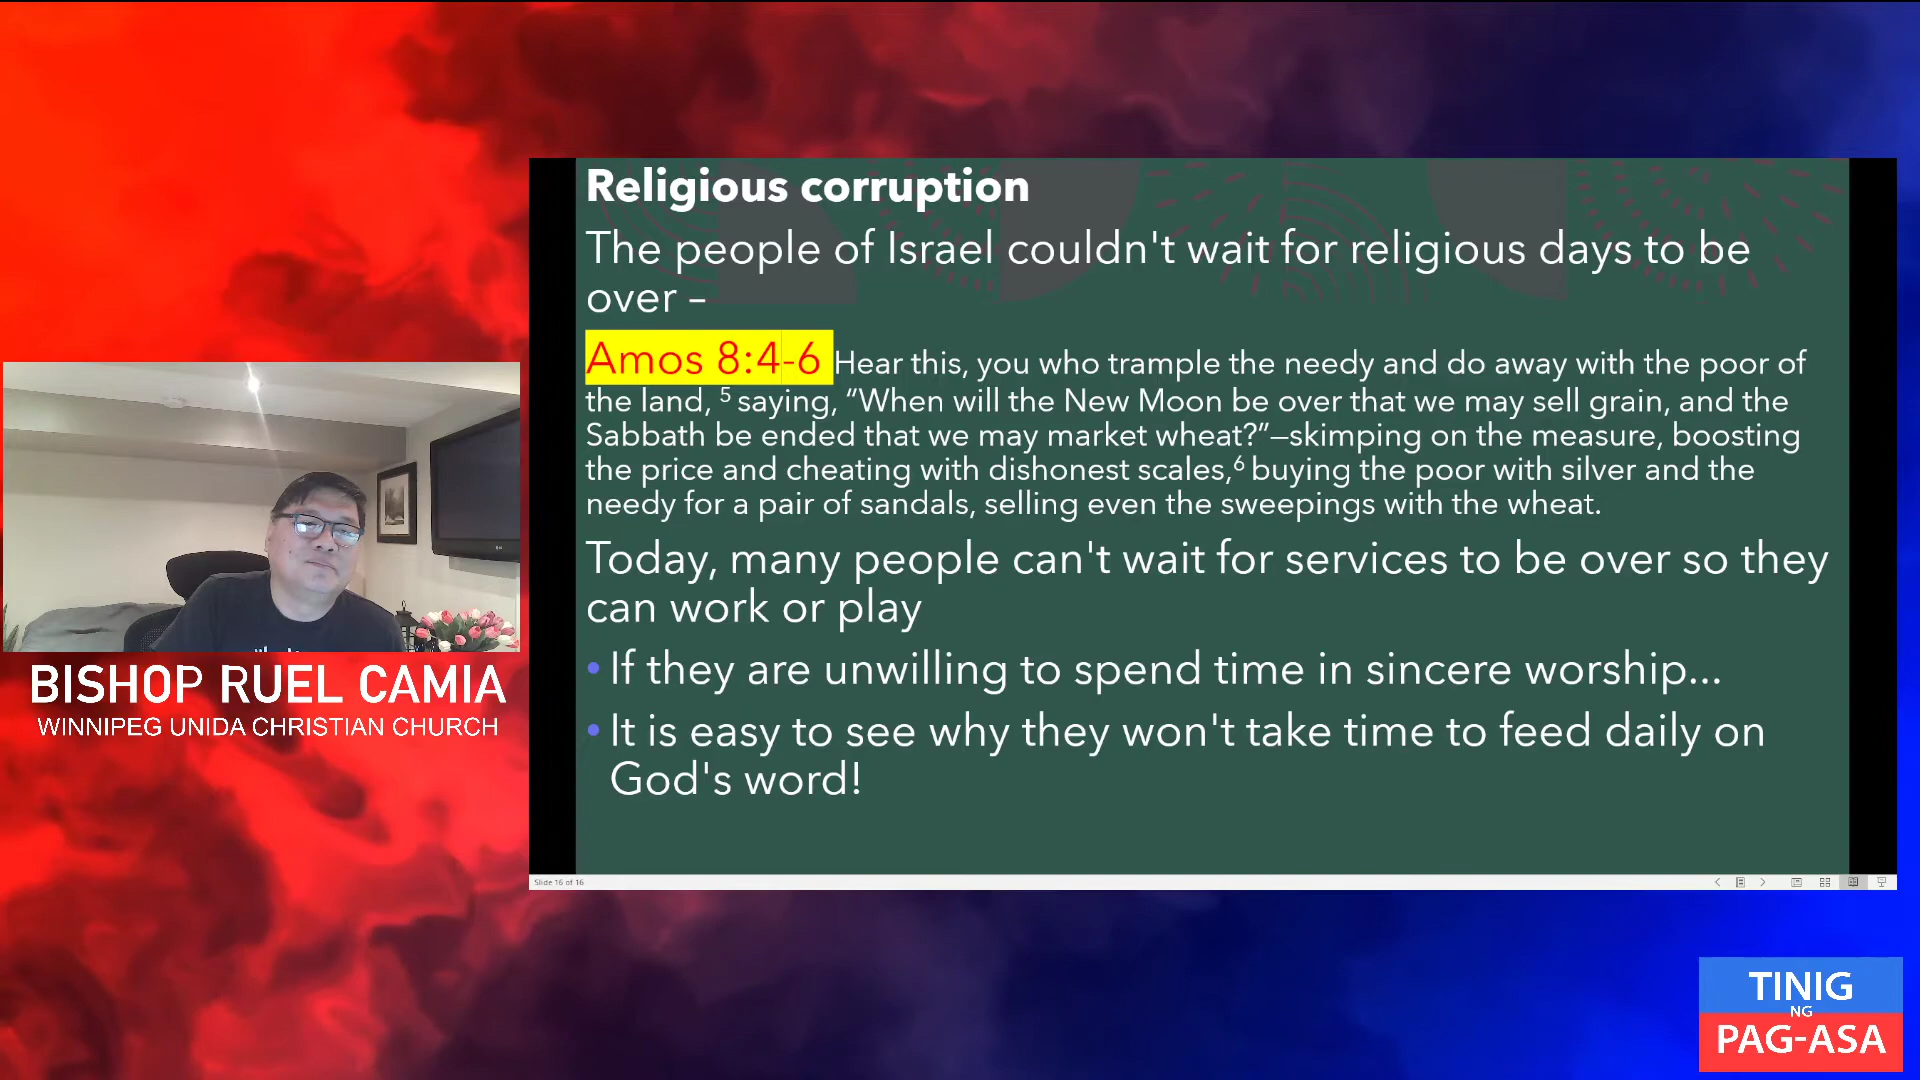 Religious corruption
The people of Israel couldn't wait for religious days to be
over –
Amos 8:4-6 Hear this, you who trample the needy and do away with the poor of
the land, 5 saying, “When will the New Moon be over that we may sell grain, and the
Sabbath be ended that we may market wheat?”—skimping on the measure, boosting
the price and cheating with dishonest scales,6 buying the poor with silver and the
needy for a pair of sandals, selling even the sweepings with the wheat.
Today, many people can't wait for services to be over so they
can work or play
• If they are unwilling to spend time in sincere worship...
• It is easy to see why they won't take time to feed daily on
God's word!
Slide 16 of 16
BISHOP RUEL CAMIA
WINNIPEG UNIDA CHRISTIAN CHURCH
TINIG
NG
PAG-ASA